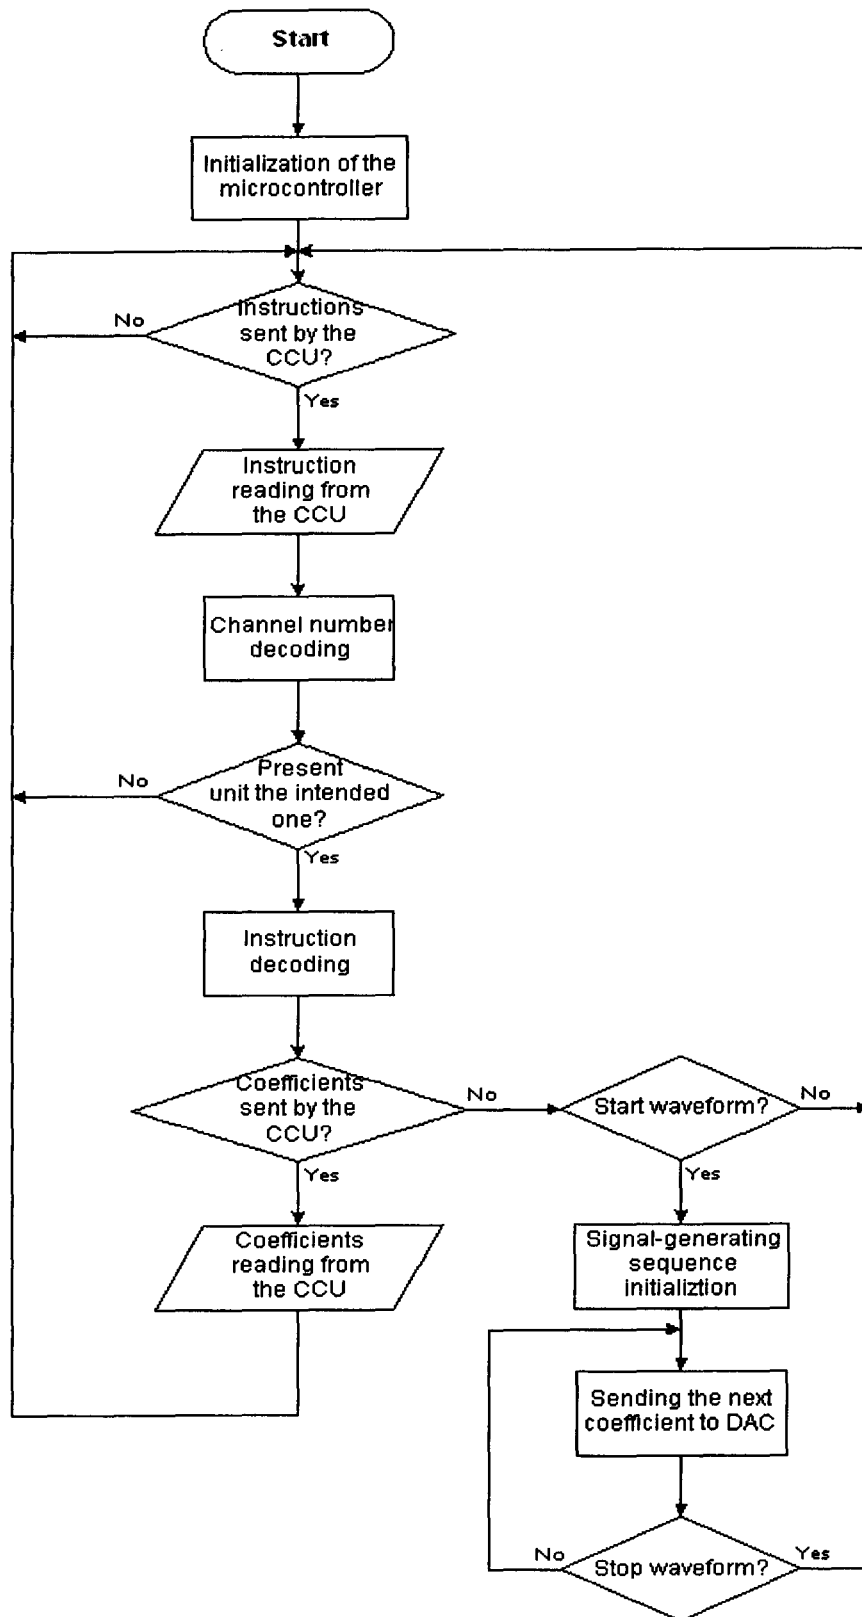 Start
Initialization of the
microcontroller
Instructions
sent by the
CCU?
No
Yes
Instruction
reading from
the CCU
Channel number
decoding
Present
unit the intended
one?
No
Yes
Instruction
decoding
Coefficients
sent by the
CCU?
No
Yes
Start waveform?
No
Yes
Coefficients
reading from
the CCU
Signal-generating
sequence
initializtion
Sending the next
coefficient to DAC
Stop waveform?
No
Yes